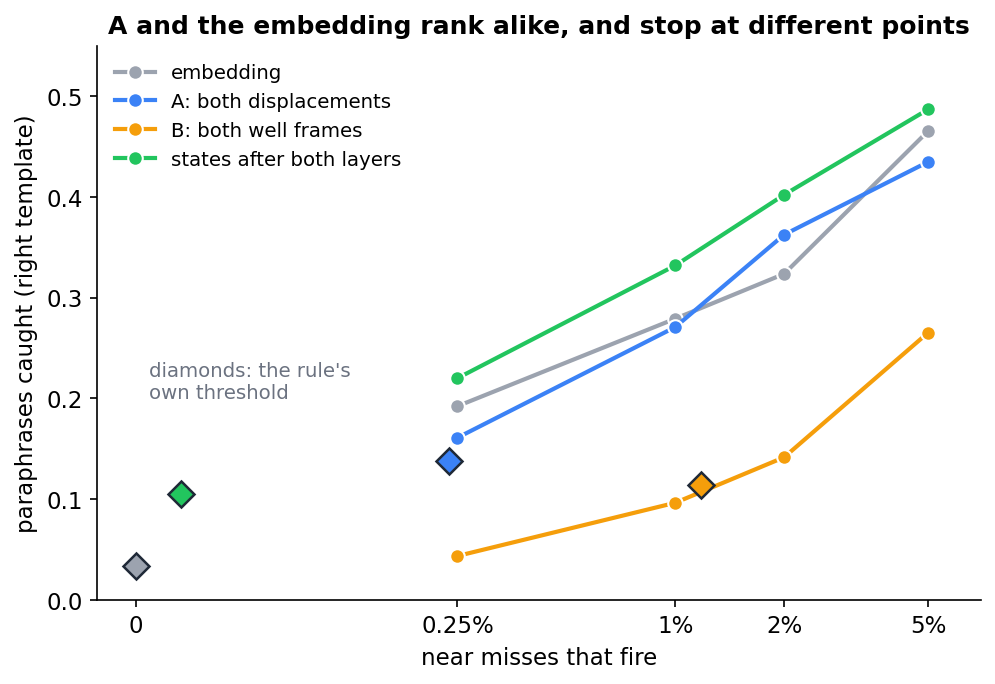 A and the embedding rank alike, and stop at different points
embedding
A: both displacements
B: both well frames
states after both layers
diamonds: the rule's
own threshold
paraphrases caught (right template)
0.5
0.4
0.3
0.2
0.1
0.0
0
0.25%
1%
2%
5%
near misses that fire